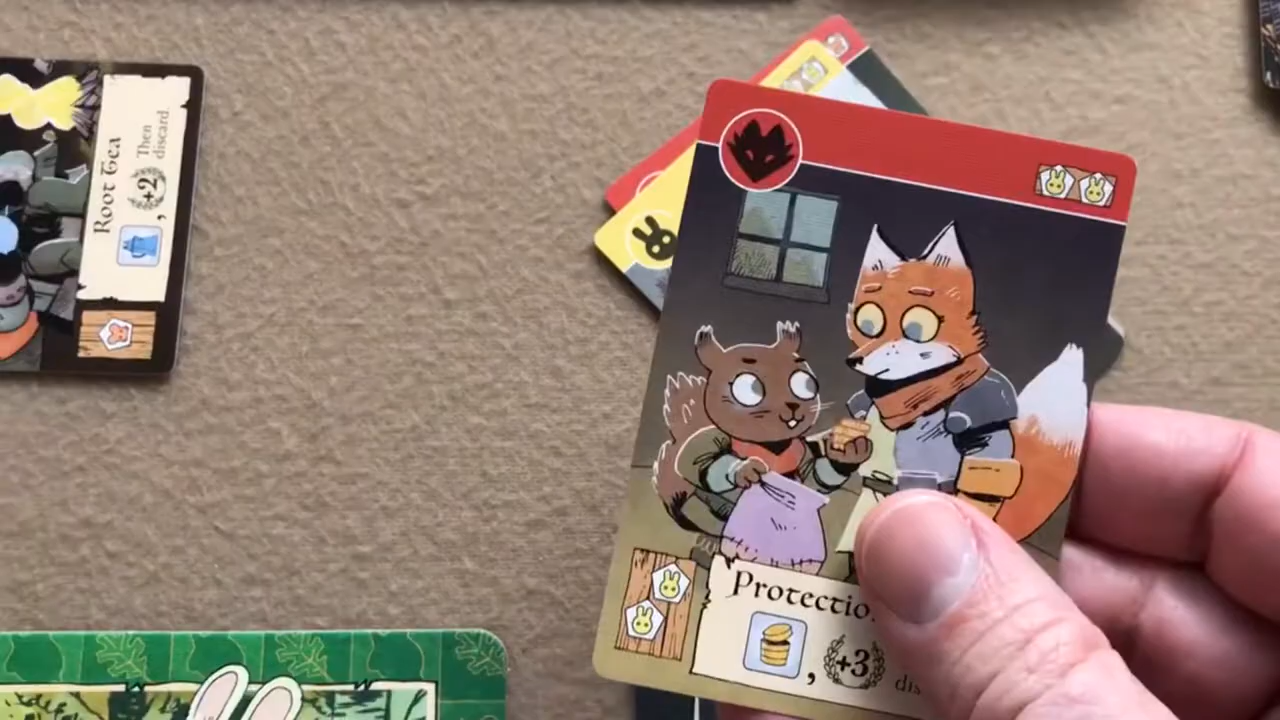 Root Tea
+2
Then
discard.
Protectio
+3
dis